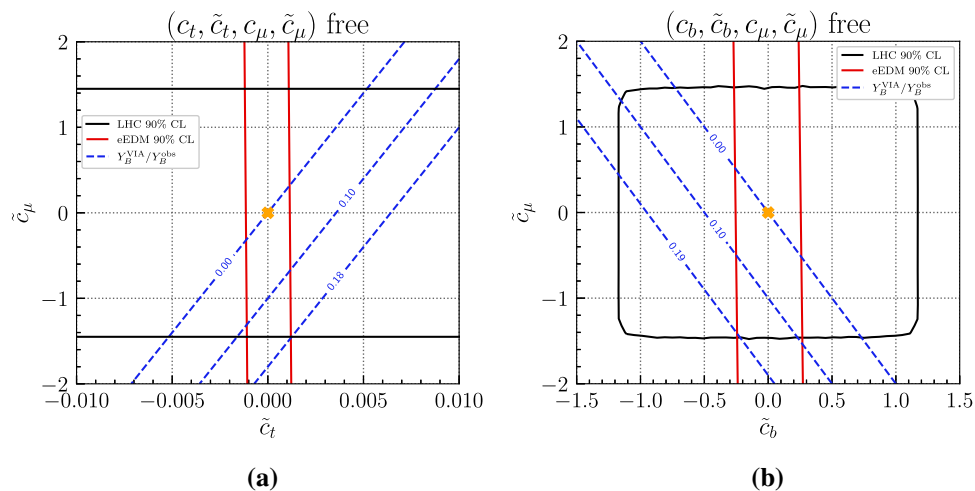 (c_t, c̃_t, c_μ, c̃_μ) free
2
1
0
−1
−2
c̃_μ
LHC 90% CL
eEDM 90% CL
Y_B^VIA/Y_B^obs
0.00
0.10
0.18
−0.010
−0.005
0.000
0.005
0.010
c̃_t
(a)
(c_b, c̃_b, c_μ, c̃_μ) free
2
1
0
−1
−2
c̃_μ
LHC 90% CL
eEDM 90% CL
Y_B^VIA/Y_B^obs
0.00
0.10
0.19
−1.5
−1.0
−0.5
0.0
0.5
1.0
1.5
c̃_b
(b)